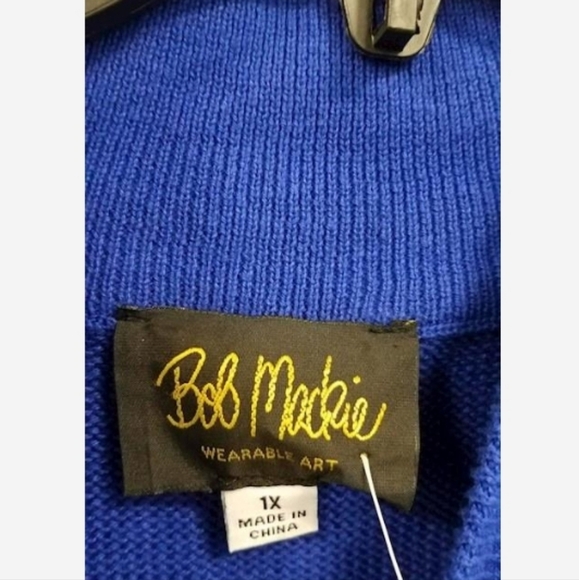 Bob Mackie
WEARABLE ART
1X
MADE IN
CHINA